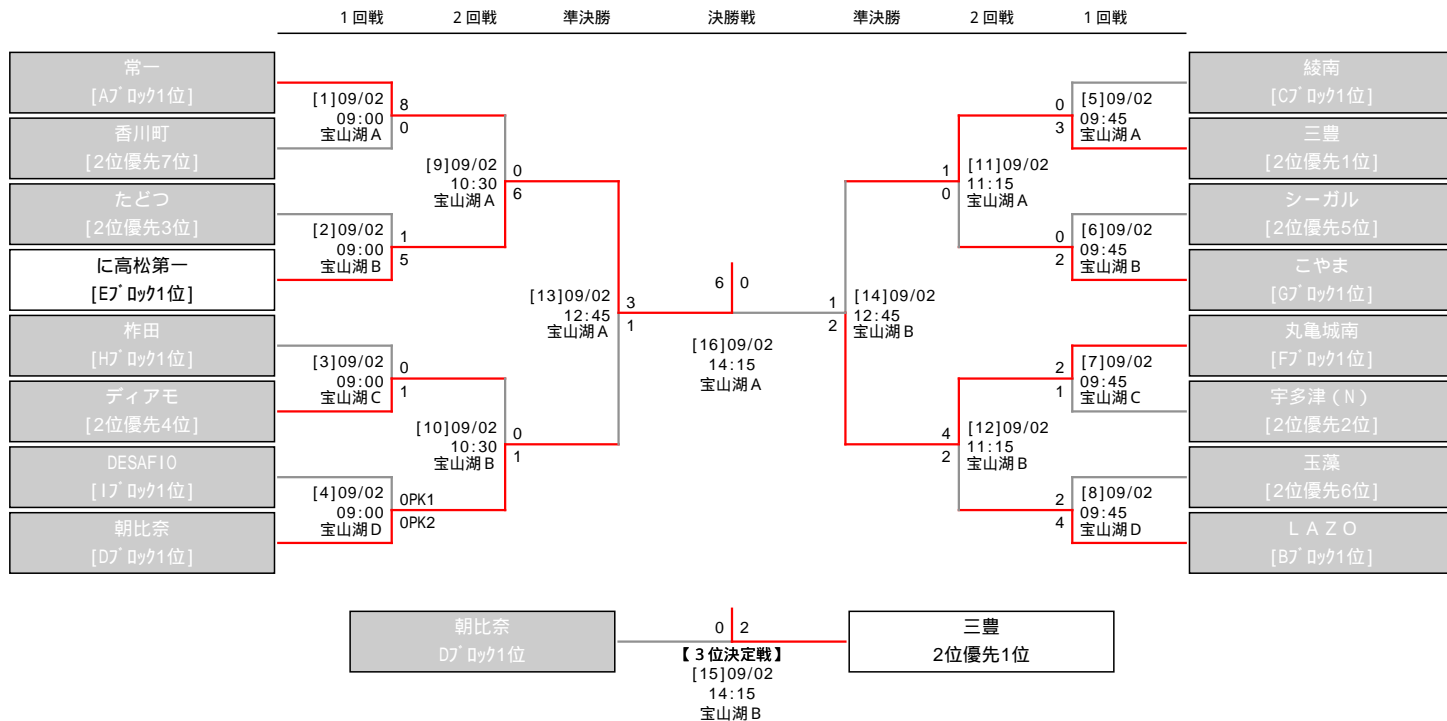 1回戦 2回戦 準決勝 決勝戦 準決勝 2回戦 1回戦
常一
[Aﾌﾞﾛｯｸ1位]
香川町
[2位優先7位]
たどつ
[2位優先3位]
に高松第一
[Eﾌﾞﾛｯｸ1位]
柞田
[Hﾌﾞﾛｯｸ1位]
ディアモ
[2位優先4位]
DESAFIO
[Iﾌﾞﾛｯｸ1位]
朝比奈
[Dﾌﾞﾛｯｸ1位]
[1]09/02 8
09:00 0
宝山湖A
[2]09/02 1
09:00 5
宝山湖B
[3]09/02 0
09:00 1
宝山湖C
[4]09/02 0PK1
09:00 0PK2
宝山湖D
[9]09/02 0
10:30 6
宝山湖A
[10]09/02 0
10:30 1
宝山湖B
[13]09/02 3
12:45 1
宝山湖A
6 0
[16]09/02
14:15
宝山湖A
1 [14]09/02
2 12:45
宝山湖B
1 [11]09/02
0 11:15
宝山湖A
4 [12]09/02
2 11:15
宝山湖B
0 [5]09/02
3 09:45
宝山湖A
0 [6]09/02
2 09:45
宝山湖B
2 [7]09/02
1 09:45
宝山湖C
2 [8]09/02
4 09:45
宝山湖D
綾南
[Cﾌﾞﾛｯｸ1位]
三豊
[2位優先1位]
シーガル
[2位優先5位]
こやま
[Gﾌﾞﾛｯｸ1位]
丸亀城南
[Fﾌﾞﾛｯｸ1位]
宇多津(N)
[2位優先2位]
玉藻
[2位優先6位]
LAZO
[Bﾌﾞﾛｯｸ1位]
朝比奈
Dﾌﾞﾛｯｸ1位
0 2
【3位決定戦】
[15]09/02
14:15
宝山湖B
三豊
2位優先1位